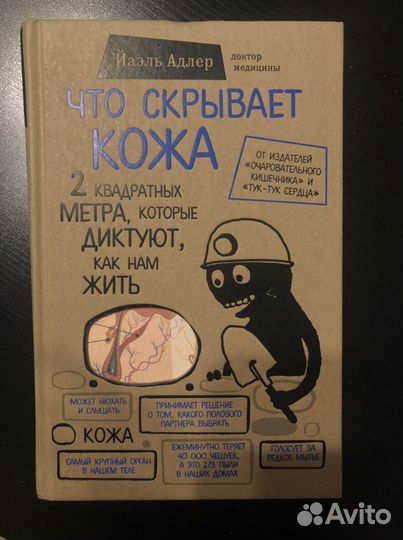 Йаэль Адлер
доктор
медицины
ЧТО СКРЫВАЕТ
КОЖА
ОТ ИЗДАТЕЛЕЙ
«ОЧАРОВАТЕЛЬНОГО
КИШЕЧНИКА» И
«ТУК-ТУК СЕРДЦА»
2 КВАДРАТНЫХ
МЕТРА, КОТОРЫЕ
ДИКТУЮТ,
КАК НАМ
ЖИТЬ
МОЖЕТ НЮХАТЬ
И СЛЫШАТЬ
ПРИНИМАЕТ РЕШЕНИЕ
О ТОМ, КАКОГО ПОЛОВОГО
ПАРТНЕРА ВЫБРАТЬ
КОЖА
САМЫЙ КРУПНЫЙ ОРГАН
В НАШЕМ ТЕЛЕ
ЕЖЕМИНУТНО ТЕРЯЕТ
40 000 ЧЕШУЕК,
А ЭТО 2/3 ПЫЛИ
В НАШИХ ДОМАХ
ГОЛОСУЕТ ЗА
РЕДКОЕ МЫТЬЕ
Avito